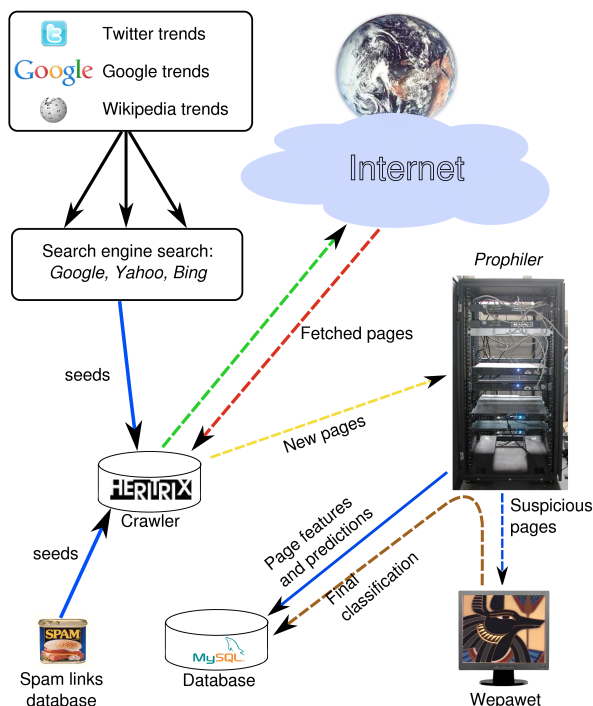 Twitter trends
Google Google trends
Wikipedia trends
Internet
Search engine search:
Google, Yahoo, Bing
Prophiler
Fetched pages
seeds
New pages
HERITRIX
Crawler
Page features
and predictions
Suspicious
pages
seeds
Final
classification
SPAM
MySQL
Spam links
database
Database
Wepawet